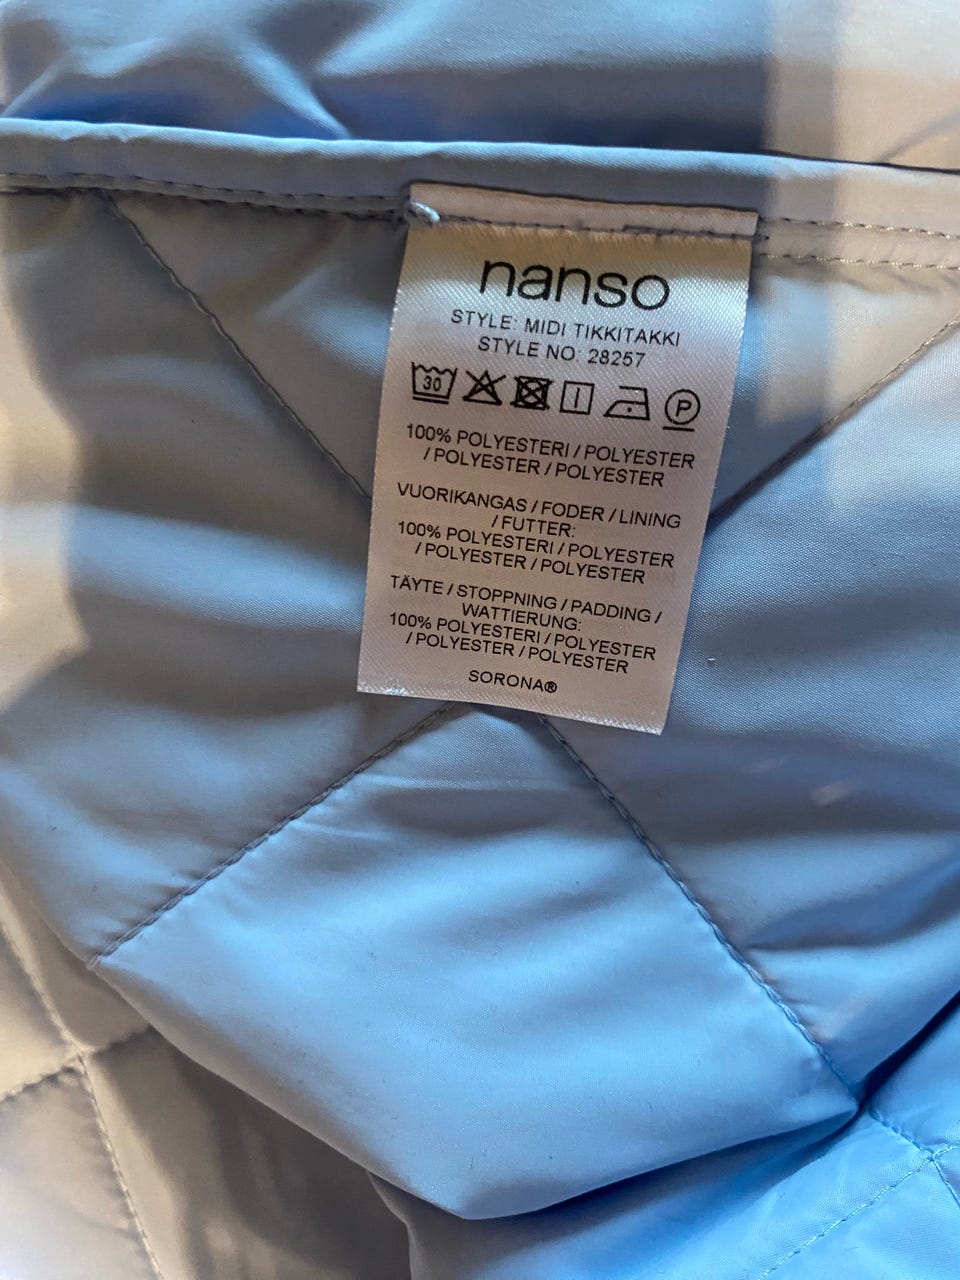 nanso
STYLE: MIDI TIKKITAKKI
STYLE NO: 28257
30 P
100% POLYESTERI / POLYESTER
/ POLYESTER / POLYESTER
VUORIKANGAS / FODER / LINING
/ FUTTER:
100% POLYESTERI / POLYESTER
/ POLYESTER / POLYESTER
TÄYTE / STOPPNING / PADDING /
WATTIERUNG:
100% POLYESTERI / POLYESTER
/ POLYESTER / POLYESTER
SORONA®